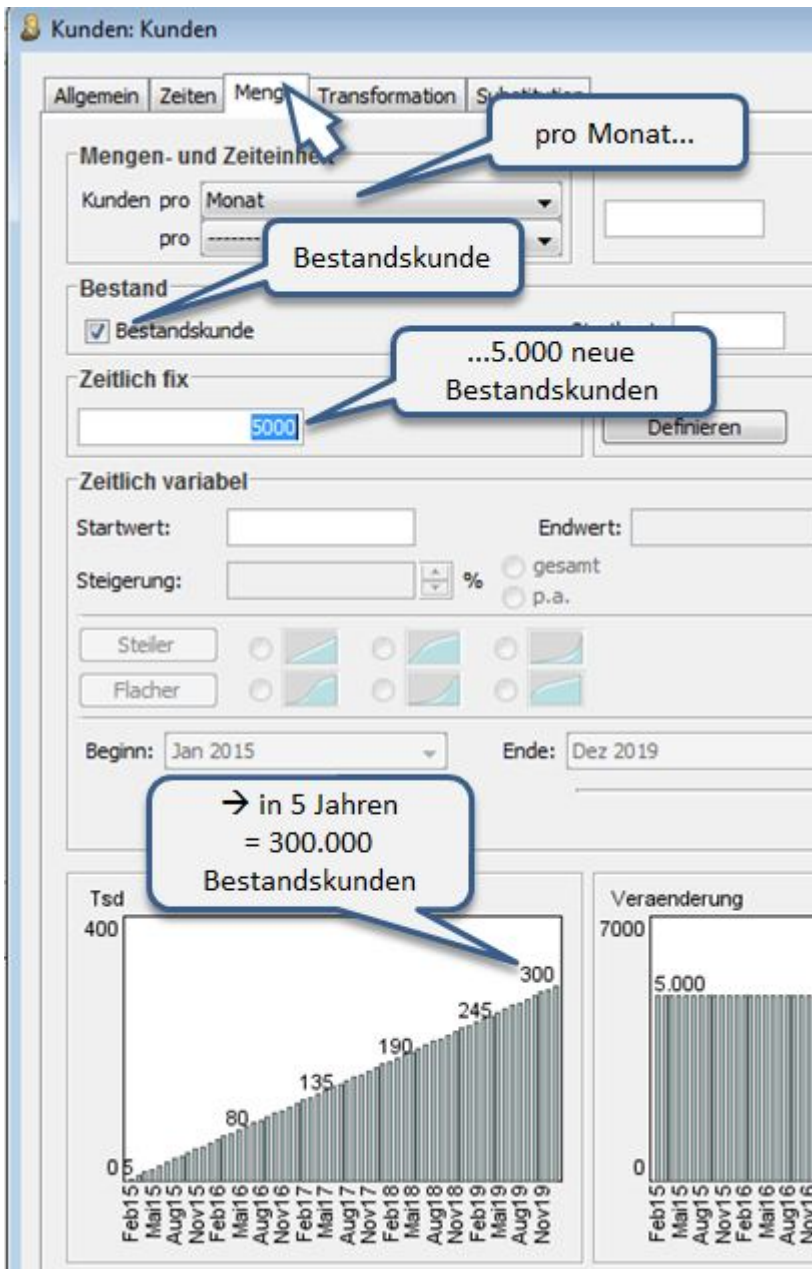 Kunden: Kunden
Allgemein Zeiten Meng Transformation
pro Monat...
Mengen- und Zeiteinhei
Kunden pro Monat
pro -------
Bestandskunde
Bestand
Bestandskunde
...5.000 neue
Bestandskunden
Zeitlich fix
5000
Definieren
Zeitlich variabel
Startwert: Endwert:
Steigerung: % gesamt
p.a.
Steiler
Flacher
Beginn: Jan 2015 Ende: Dez 2019
→ in 5 Jahren
= 300.000
Bestandskunden
Tsd
400
300
245
190
135
80
0 5
Feb15 Mai15 Aug15 Nov15 Feb16 Mai16 Aug16 Nov16 Feb17 Mai17 Aug17 Nov17 Feb18 Mai18 Aug18 Nov18 Feb19 Mai19 Aug19 Nov19
Veraenderung
7000
5.000
0
Feb15 Mai15 Aug15 Nov15 Feb16 Mai16 Aug16 Nov16